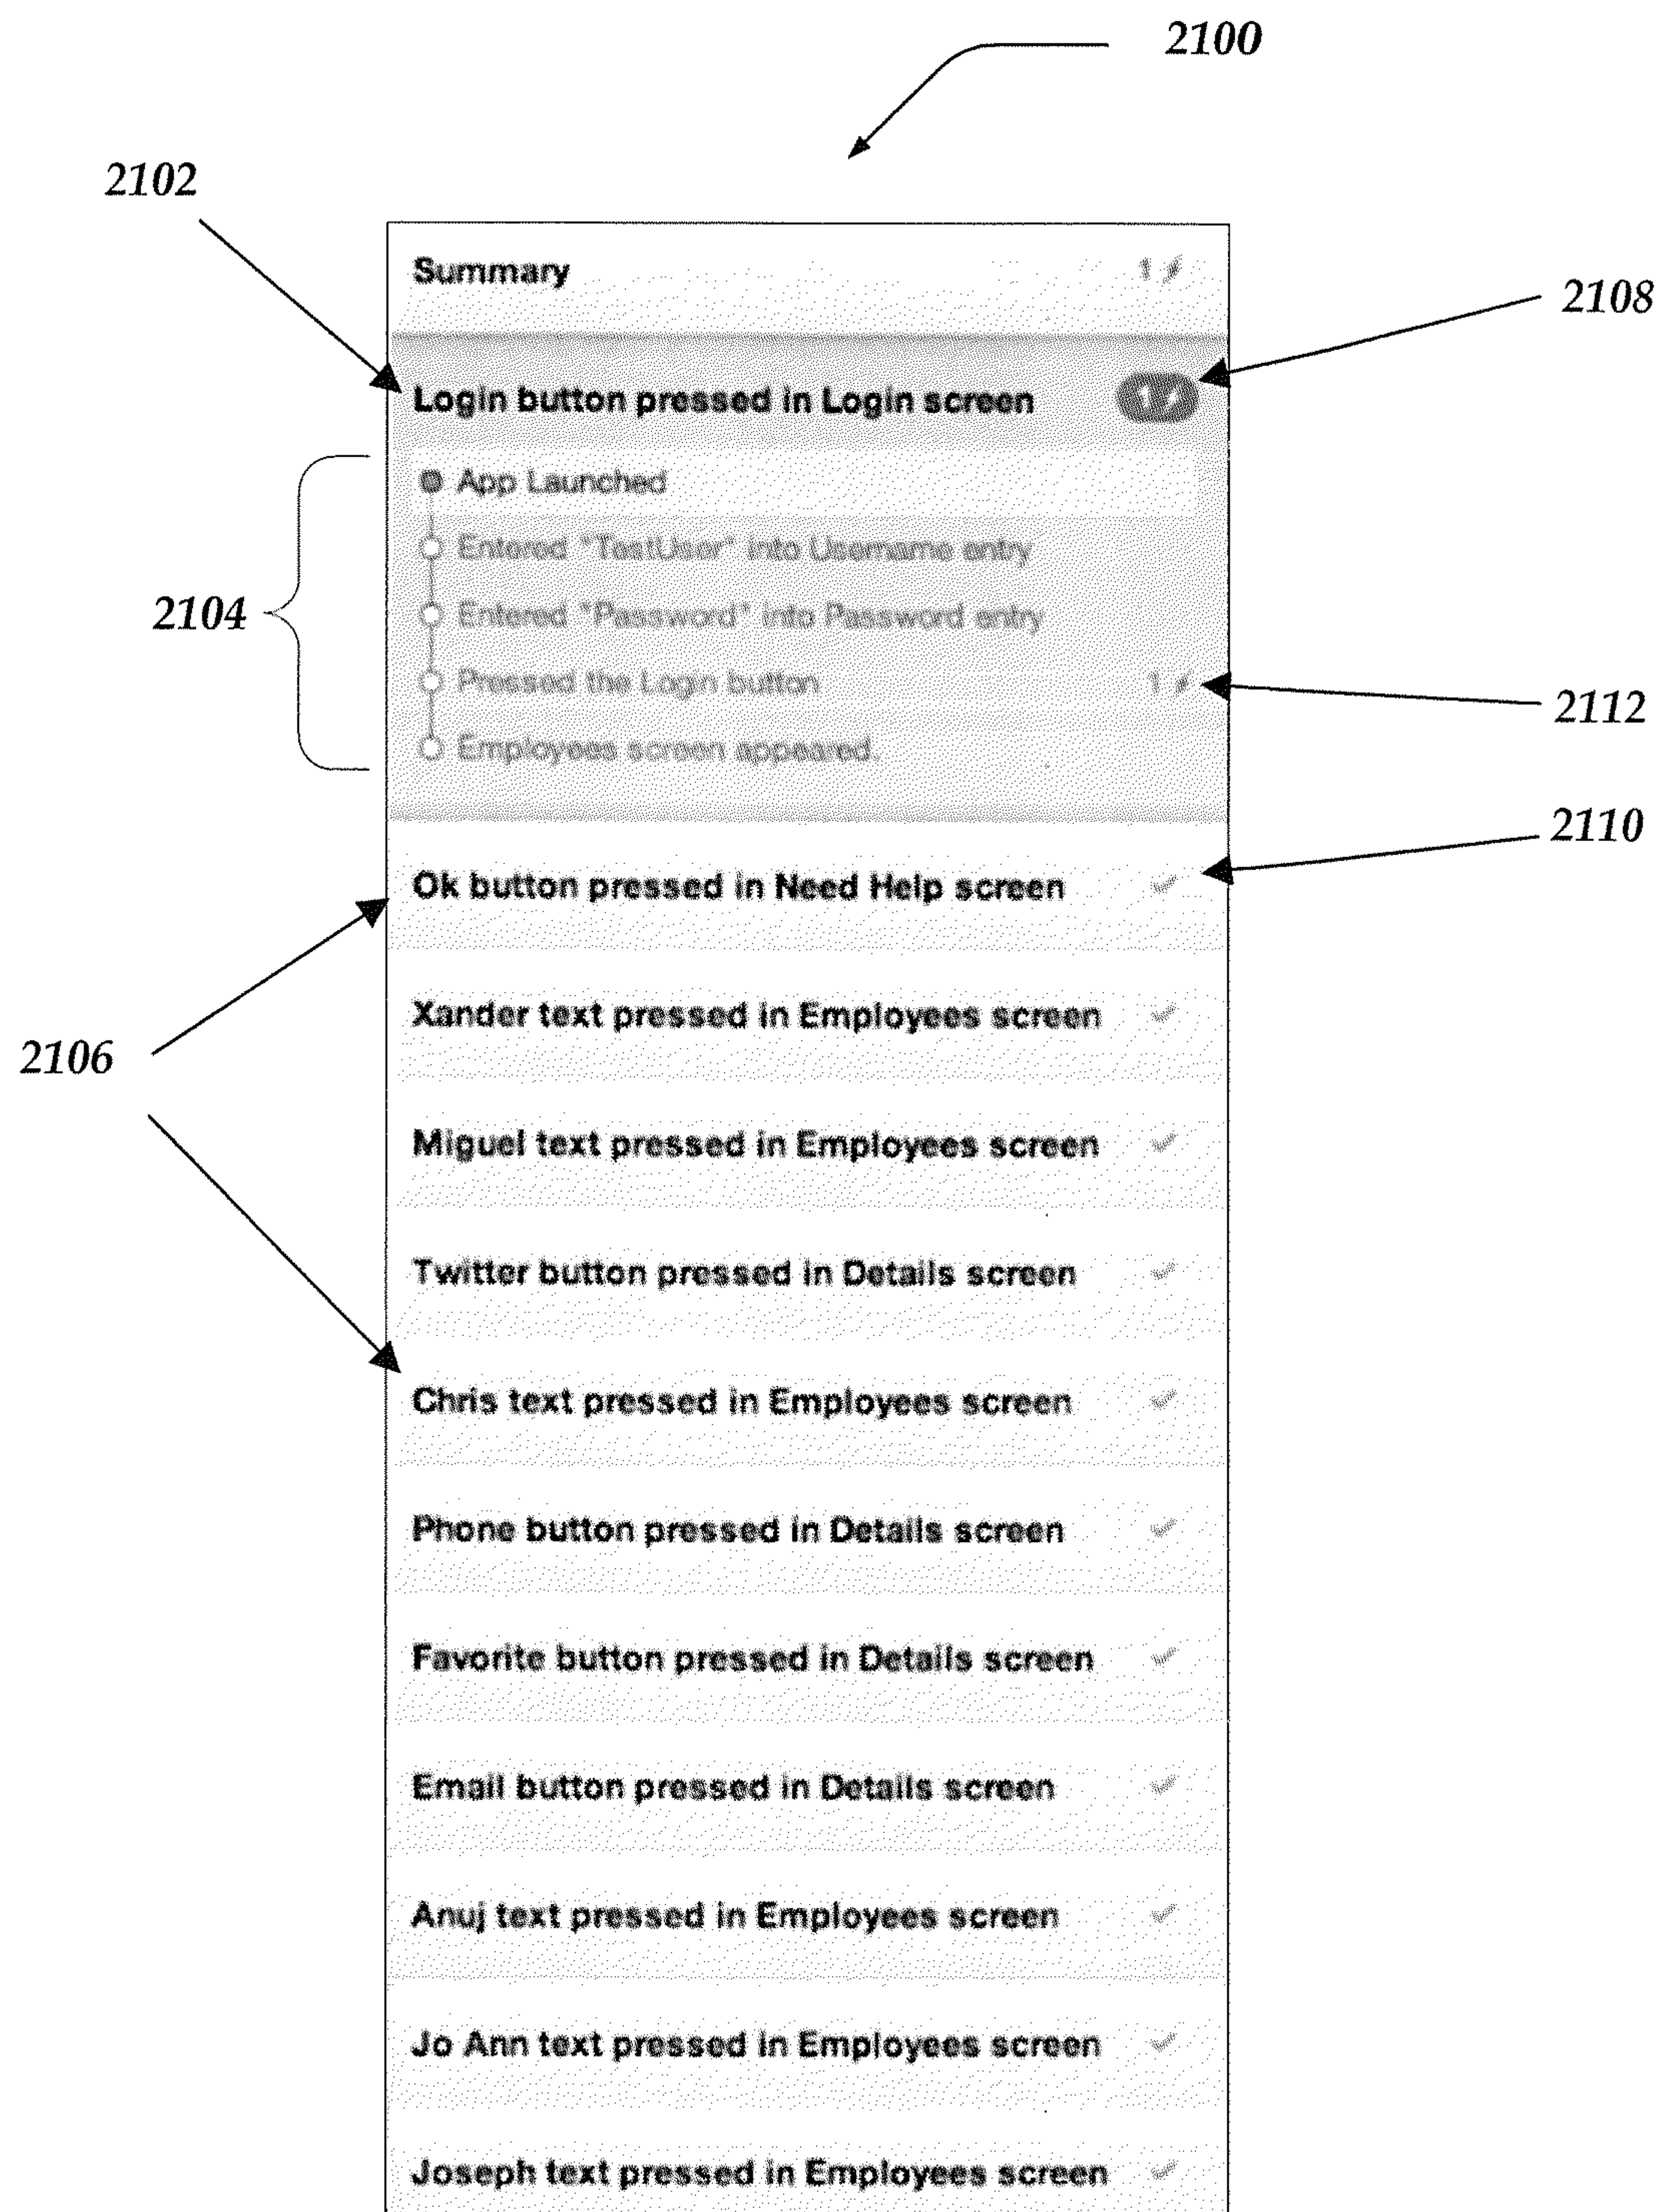 2100
2102
Summary 1
2108
Login button pressed in Login screen 1
App Launched
Entered "TestUser" into Username entry
2104
Entered "Password" into Password entry
Pressed the Login button 1
2112
Employees screen appeared.
2110
Ok button pressed in Need Help screen
Xander text pressed in Employees screen
2106
Miguel text pressed in Employees screen
Twitter button pressed in Details screen
Chris text pressed in Employees screen
Phone button pressed in Details screen
Favorite button pressed in Details screen
Email button pressed in Details screen
Anuj text pressed in Employees screen
Jo Ann text pressed in Employees screen
Joseph text pressed in Employees screen